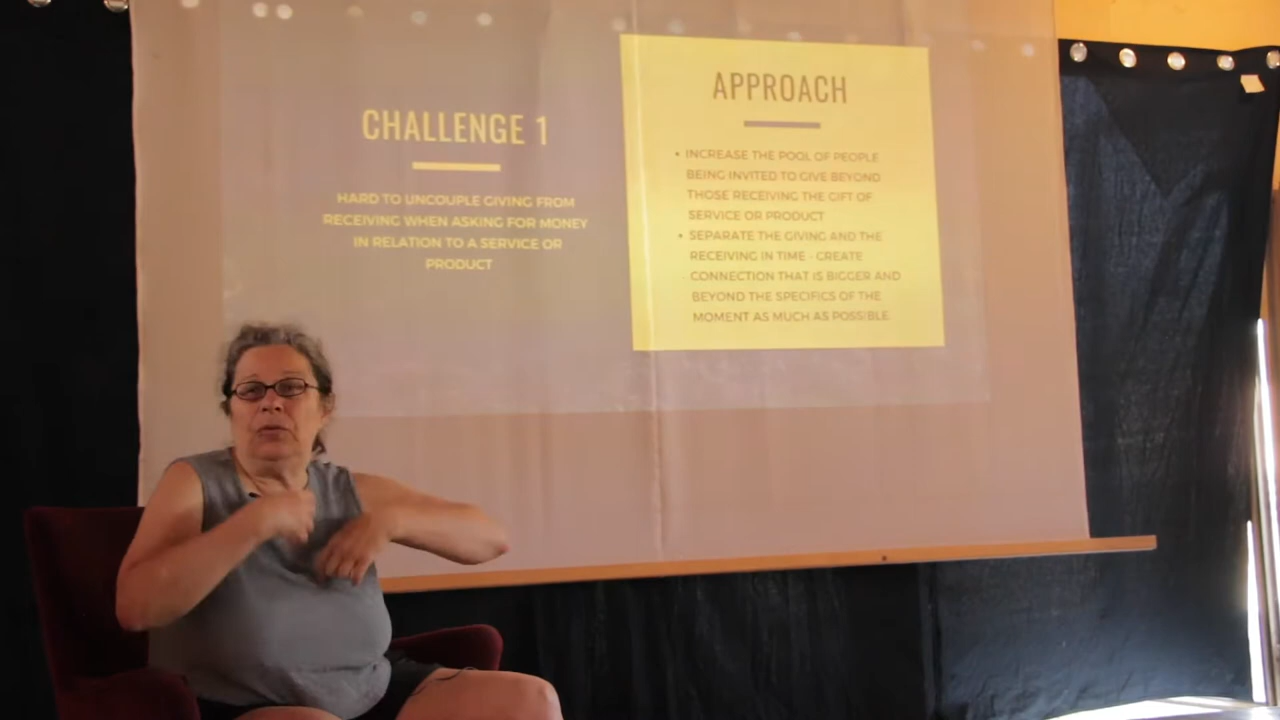 CHALLENGE 1
HARD TO UNCOUPLE GIVING FROM
RECEIVING WHEN ASKING FOR MONEY
IN RELATION TO A SERVICE OR
PRODUCT
APPROACH
• INCREASE THE POOL OF PEOPLE
BEING INVITED TO GIVE BEYOND
THOSE RECEIVING THE GIFT OF
SERVICE OR PRODUCT
• SEPARATE THE GIVING AND THE
RECEIVING IN TIME - CREATE
CONNECTION THAT IS BIGGER AND
BEYOND THE SPECIFICS OF THE
MOMENT AS MUCH AS POSSIBLE